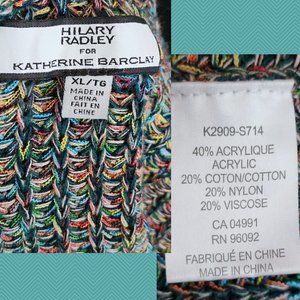 HILARY
RADLEY
FOR
KATHERINE BARCLAY
XL/TG
MADE IN
CHINA
FAIT EN
CHINE
K2909-S714
40% ACRYLIQUE
ACRYLIC
20% COTON/COTTON
20% NYLON
20% VISCOSE
CA 04991
RN 96092
FABRIQUÉ EN CHINE
MADE IN CHINA